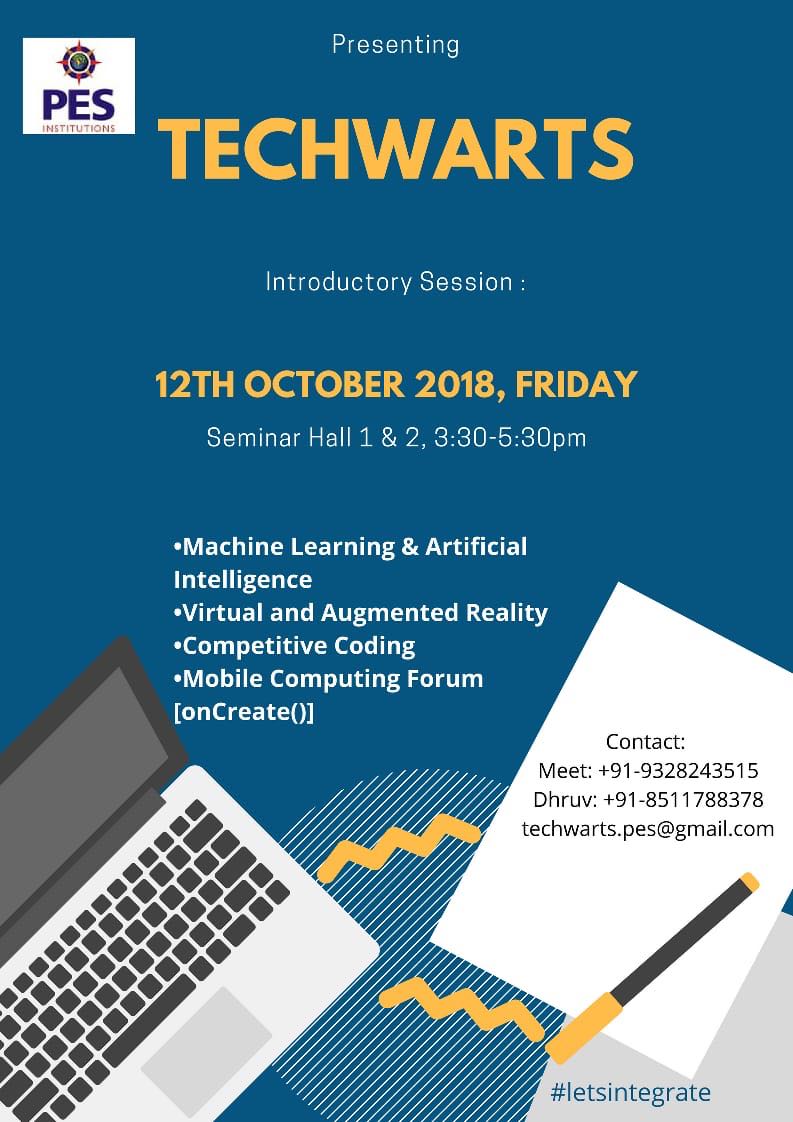 Presenting
PES
INSTITUTIONS
TECHWARTS
Introductory Session :
12TH OCTOBER 2018, FRIDAY
Seminar Hall 1 & 2, 3:30-5:30pm
•Machine Learning & Artificial
Intelligence
•Virtual and Augmented Reality
•Competitive Coding
•Mobile Computing Forum
[onCreate()]
Contact:
Meet: +91-9328243515
Dhruv: +91-8511788378
techwarts.pes@gmail.com
#letsintegrate